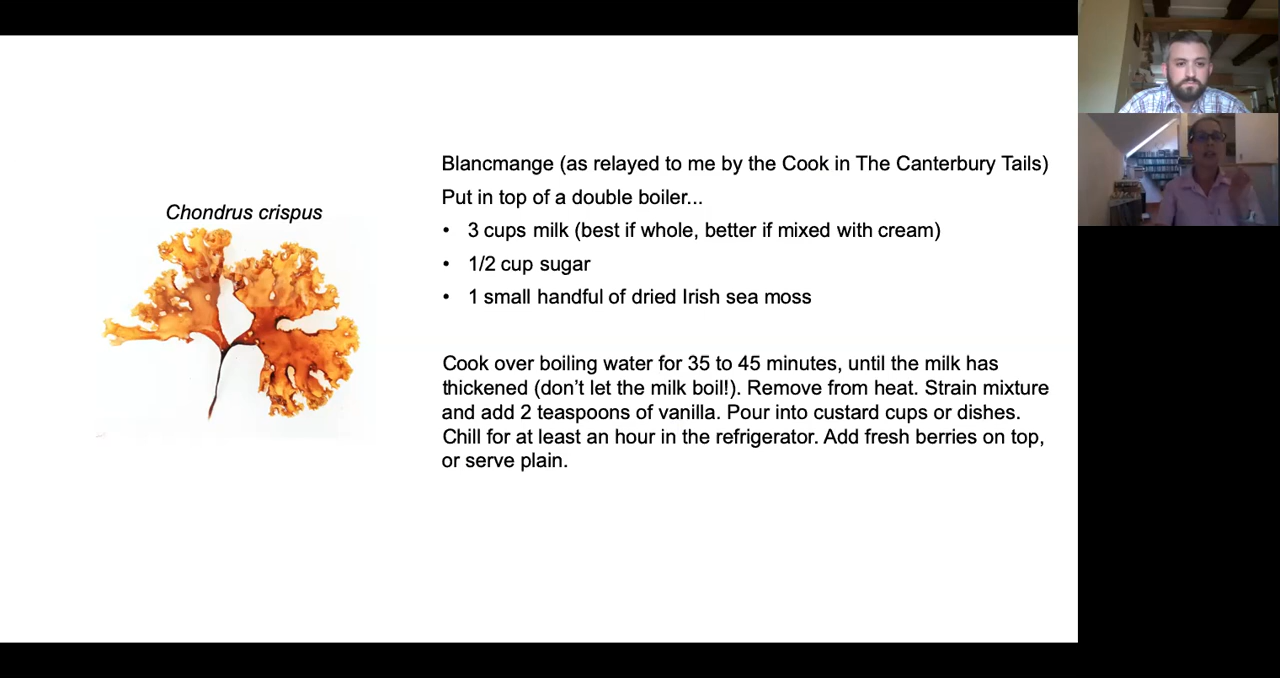 Chondrus crispus
Blancmange (as relayed to me by the Cook in The Canterbury Tails)
Put in top of a double boiler...
• 3 cups milk (best if whole, better if mixed with cream)
• 1/2 cup sugar
• 1 small handful of dried Irish sea moss
Cook over boiling water for 35 to 45 minutes, until the milk has
thickened (don’t let the milk boil!). Remove from heat. Strain mixture
and add 2 teaspoons of vanilla. Pour into custard cups or dishes.
Chill for at least an hour in the refrigerator. Add fresh berries on top,
or serve plain.